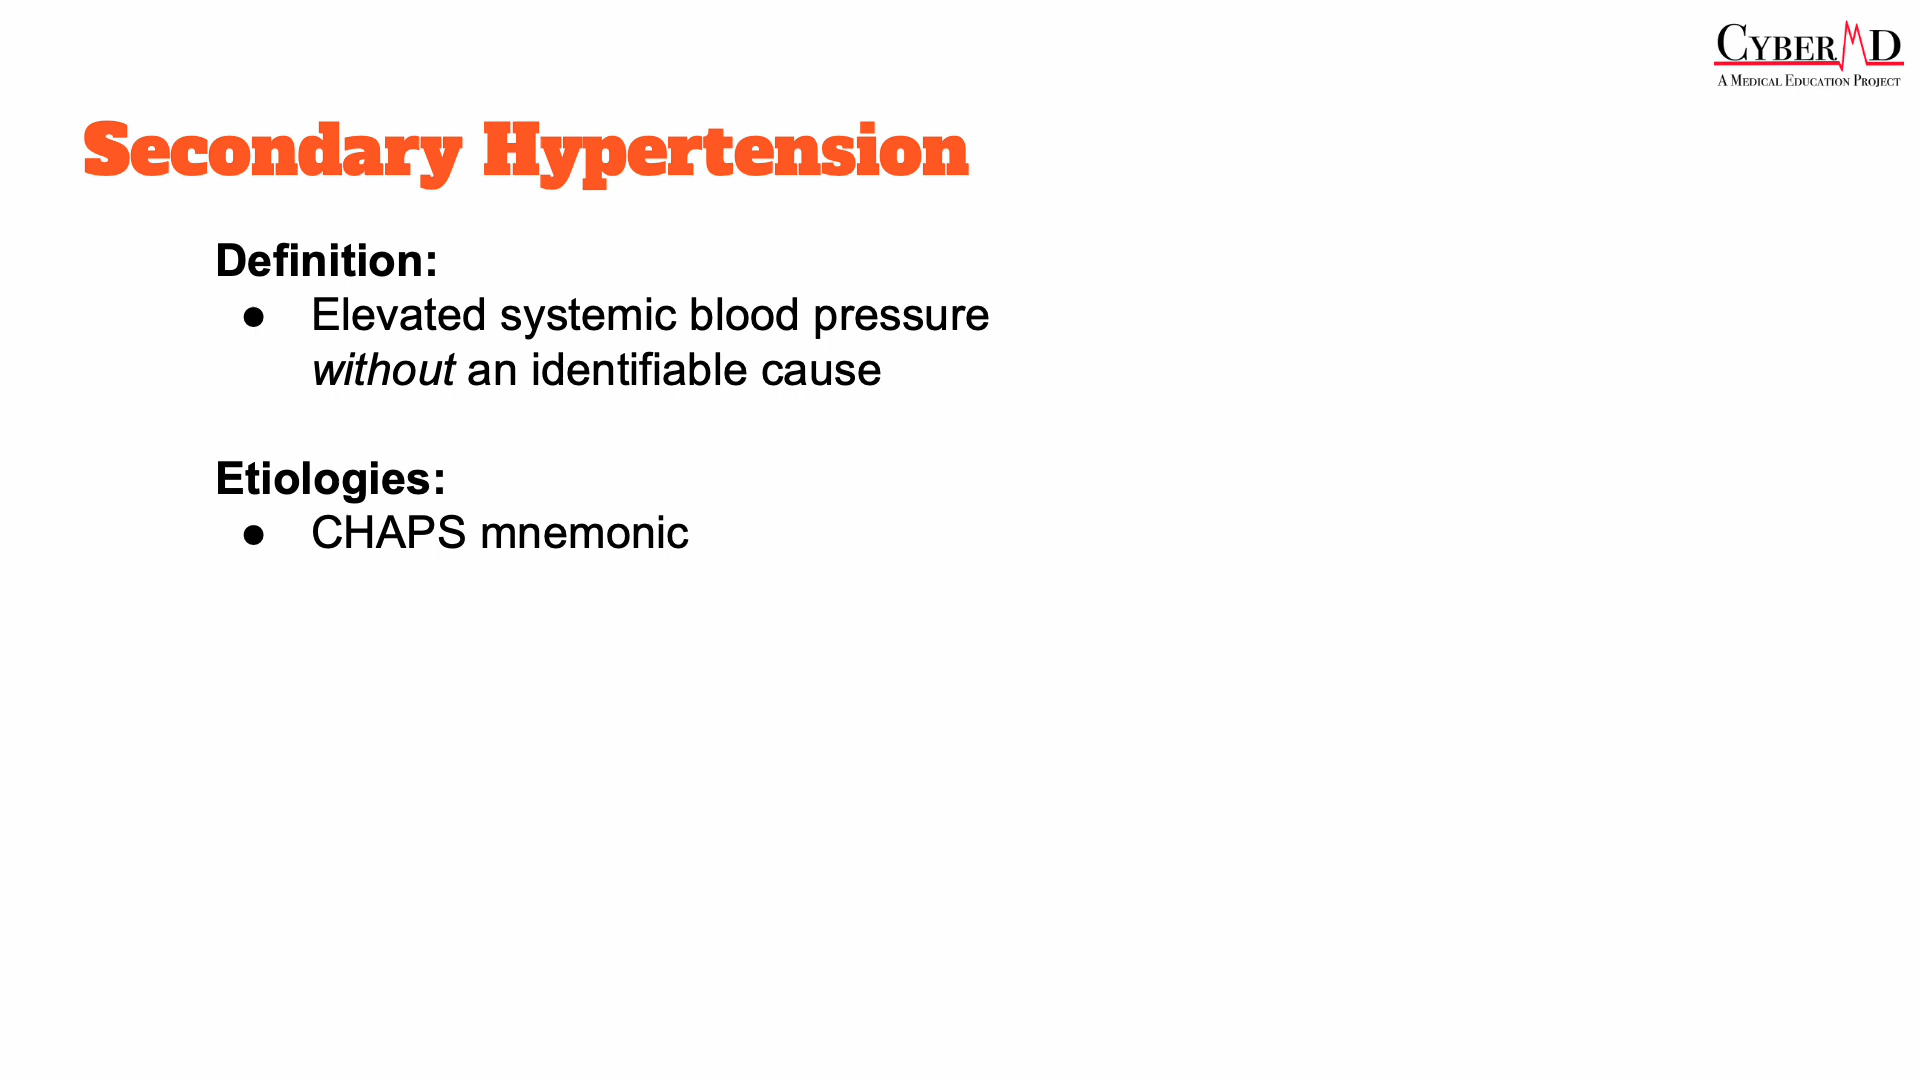 CYBERMD
A MEDICAL EDUCATION PROJECT
Secondary Hypertension
Definition:
● Elevated systemic blood pressure
without an identifiable cause
Etiologies:
● CHAPS mnemonic